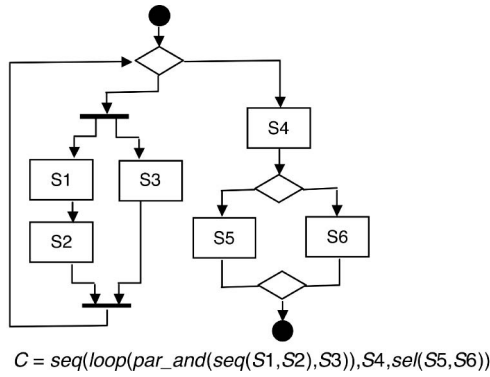 S4
S1
S3
S2
S5
S6
C = seq(loop(par_and(seq(S1,S2),S3)),S4,sel(S5,S6))